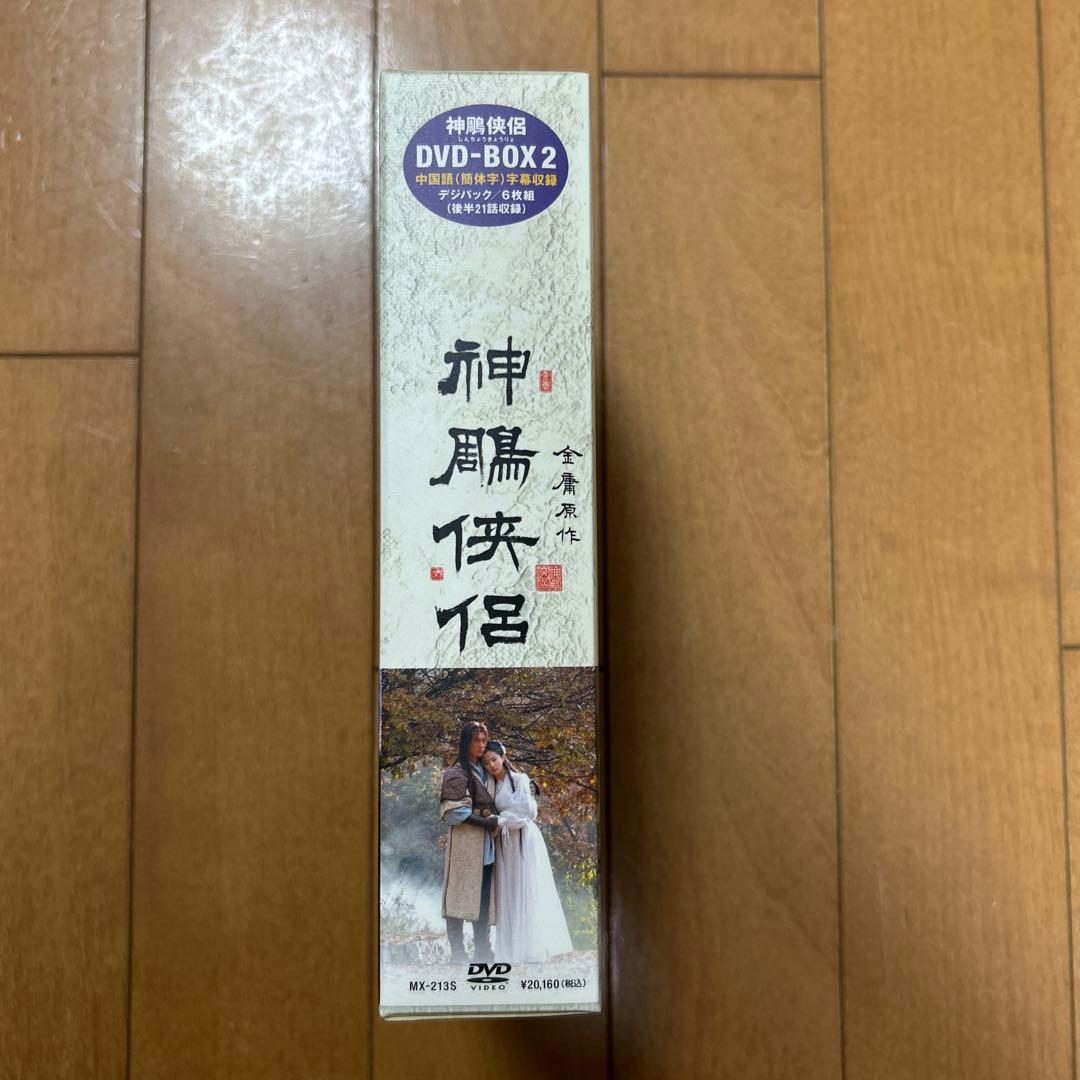 神鵰侠侶
しんちょうきょうりょ
DVD-BOX 2
中国語(簡体字)字幕収録
デジパック/6枚組
(後半21話収録)
神鵰侠侶
金庸原作
DVD
VIDEO
MX-213S
¥20,160(税込)